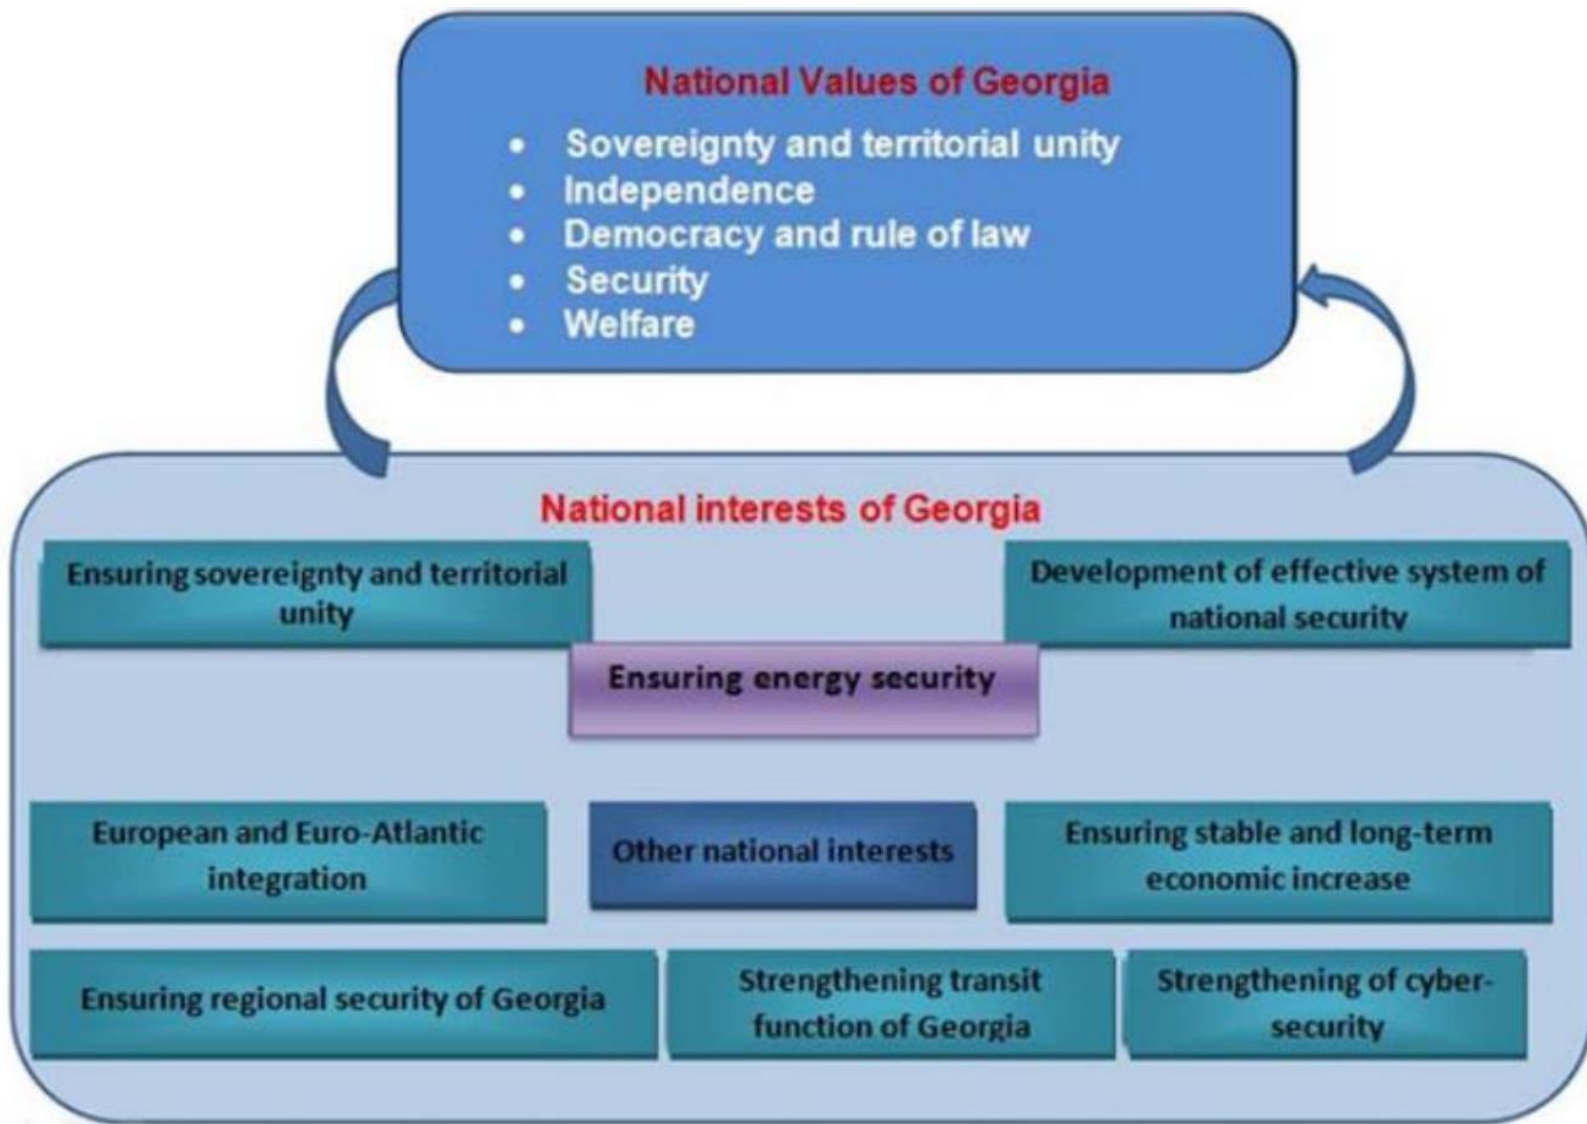 National Values of Georgia
• Sovereignty and territorial unity
• Independence
• Democracy and rule of law
• Security
• Welfare
National interests of Georgia
Ensuring sovereignty and territorial
unity
Development of effective system of
national security
Ensuring energy security
European and Euro-Atlantic
integration
Other national interests
Ensuring stable and long-term
economic increase
Ensuring regional security of Georgia
Strengthening transit
function of Georgia
Strengthening of cyber-
security